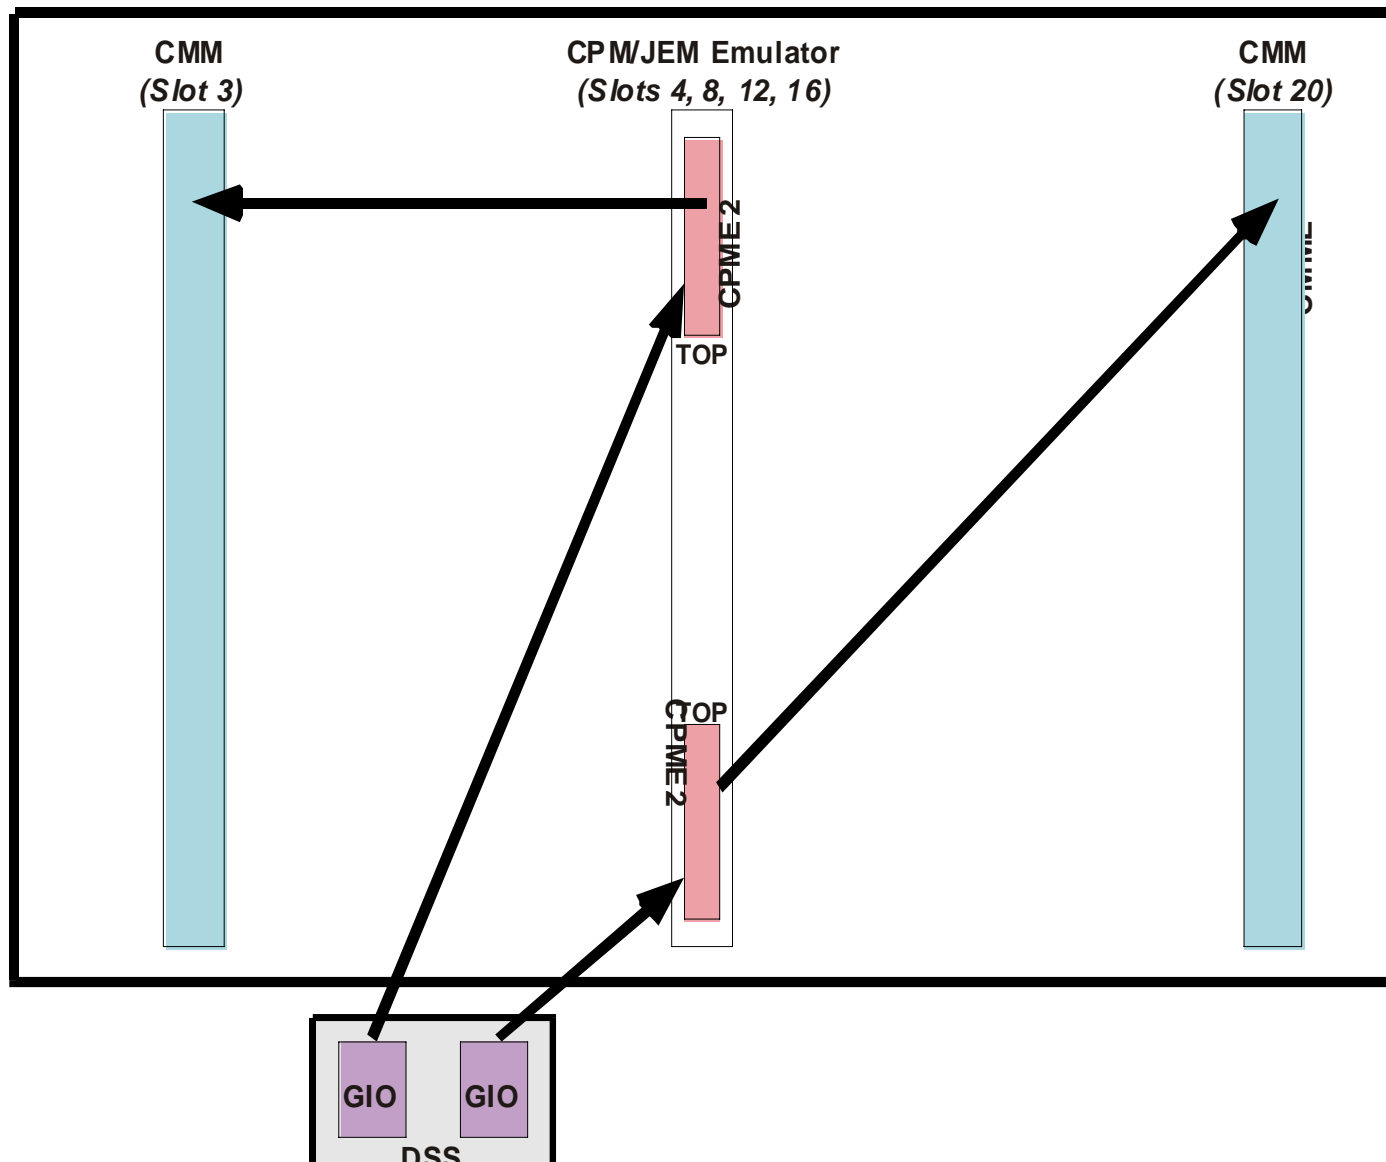 CMM
(Slot 3)
CPM/JEM Emulator
(Slots 4, 8, 12, 16)
CMM
(Slot 20)
CPME 2
TOP
TOP
CPME 2
GIO
GIO
DSS